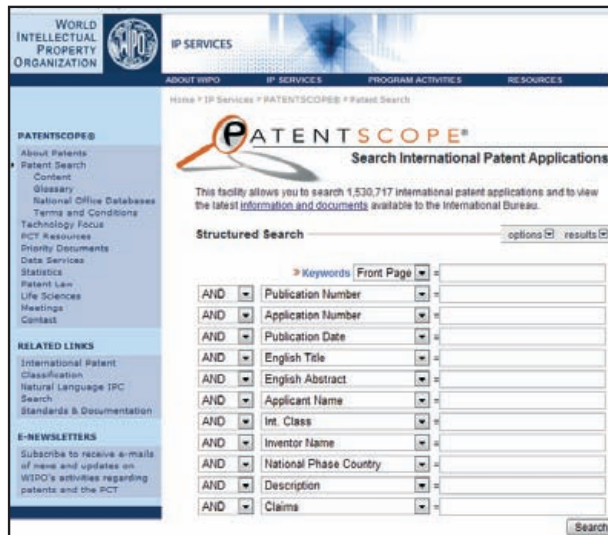 WORLD
INTELLECTUAL
PROPERTY
ORGANIZATION
WIPO
IP SERVICES
ABOUT WIPO IP SERVICES PROGRAM ACTIVITIES RESOURCES
Home > IP Services > PATENTSCOPE® > Patent Search
PATENTSCOPE®
About Patents
Patent Search
Content
Glossary
National Office Databases
Terms and Conditions
Technology Focus
PCT Resources
Priority Documents
Data Services
Statistics
Patent Law
Life Sciences
Meetings
Contact
RELATED LINKS
International Patent
Classification
Natural Language IPC
Search
Standards & Documentation
E-NEWSLETTERS
Subscribe to receive e-mails
of news and updates on
WIPO's activities regarding
patents and the PCT
PATENTSCOPE®
Search International Patent Applications
This facility allows you to search 1,530,717 international patent applications and to view
the latest information and documents available to the International Bureau.
Structured Search options results
» Keywords Front Page =
AND Publication Number =
AND Application Number =
AND Publication Date =
AND English Title =
AND English Abstract =
AND Applicant Name =
AND Int. Class =
AND Inventor Name =
AND National Phase Country =
AND Description =
AND Claims =
Search